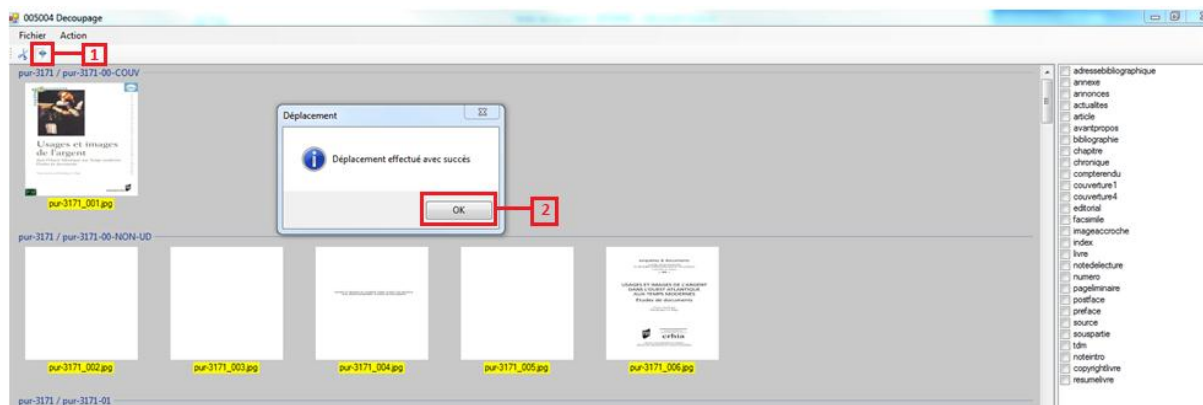 005004 Decoupage
Fichier Action
1
pur-3171 / pur-3171-00-COUV
Usages et images
de l'argent
pur-3171_001.jpg
Déplacement
Déplacement effectué avec succès
OK
2
pur-3171 / pur-3171-00-NON-UD
USAGES ET IMAGES DE L'ARGENT
DANS L'OUEST ATLANTIQUE
AUX TEMPS MODERNES
Études de documents
pur-3171_002.jpg
pur-3171_003.jpg
pur-3171_004.jpg
pur-3171_005.jpg
pur-3171_006.jpg
pur-3171 / pur-3171-01
adressebibliographique
annexe
annonces
actualites
article
avantpropos
bibliographie
chapitre
chronique
compterendu
couverture1
couverture4
editorial
facsimile
imageaccroche
index
livre
notedelecture
numero
pageliminaire
postface
preface
source
souspartie
tdm
noteintro
copyrightlivre
resumelivre